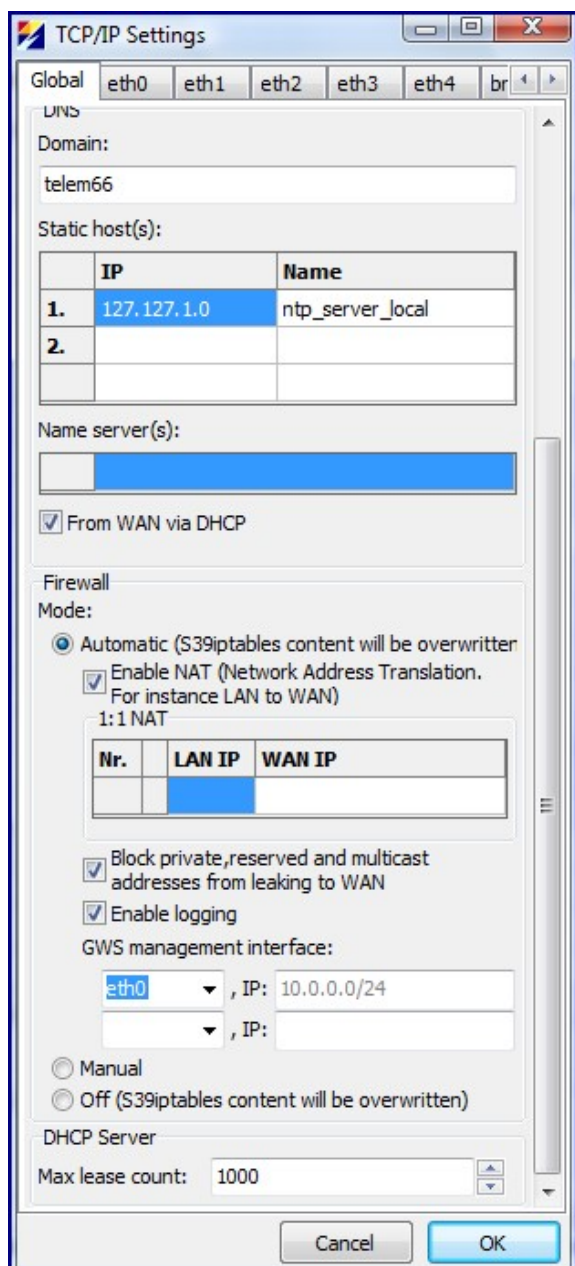 TCP/IP Settings
Global eth0 eth1 eth2 eth3 eth4 br
DNS
Domain:
telem66
Static host(s):
IP Name
1. 127.127.1.0 ntp_server_local
2.
Name server(s):
From WAN via DHCP
Firewall
Mode:
Automatic (S39iptables content will be overwritten
Enable NAT (Network Address Translation.
For instance LAN to WAN)
1:1 NAT
Nr. LAN IP WAN IP
Block private,reserved and multicast
addresses from leaking to WAN
Enable logging
GWS management interface:
eth0 , IP: 10.0.0.0/24
, IP:
Manual
Off (S39iptables content will be overwritten)
DHCP Server
Max lease count: 1000
Cancel OK